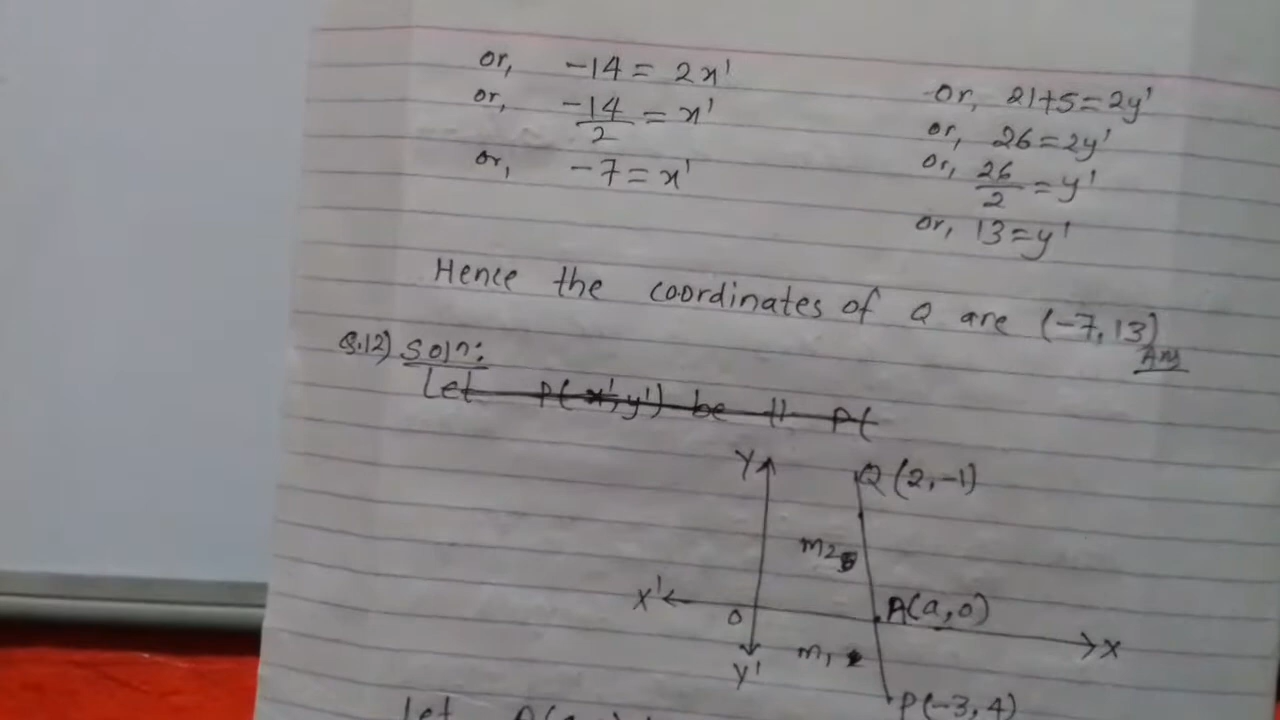 or, -14 = 2x'
or, -14/2 = x'
or, -7 = x'
or, 21+5 = 2y'
or, 26 = 2y'
or, 26/2 = y'
or, 13 = y'
Hence the coordinates of Q are (-7, 13)
Ans
Q.12) Soln:
Let P(x', y') be # P(
Y
Q (2, -1)
m2
X'
O
A(a, 0)
X
m1
Y'
P(-3, 4)
Let